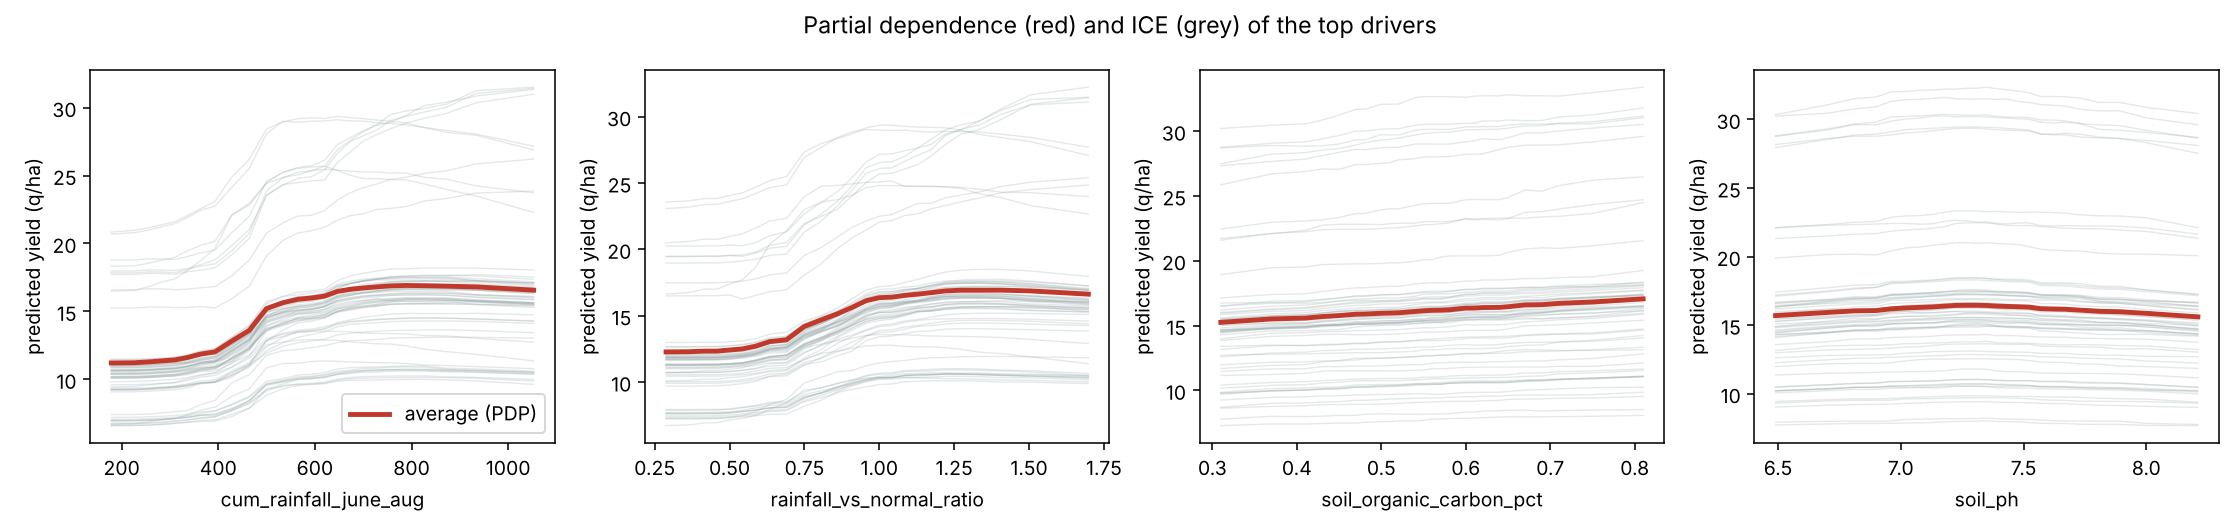 Partial dependence (red) and ICE (grey) of the top drivers
predicted yield (q/ha)
30
25
20
15
10
average (PDP)
200 400 600 800 1000
cum_rainfall_june_aug
predicted yield (q/ha)
30
25
20
15
10
0.25 0.50 0.75 1.00 1.25 1.50 1.75
rainfall_vs_normal_ratio
predicted yield (q/ha)
30
25
20
15
10
0.3 0.4 0.5 0.6 0.7 0.8
soil_organic_carbon_pct
predicted yield (q/ha)
30
25
20
15
10
6.5 7.0 7.5 8.0
soil_ph